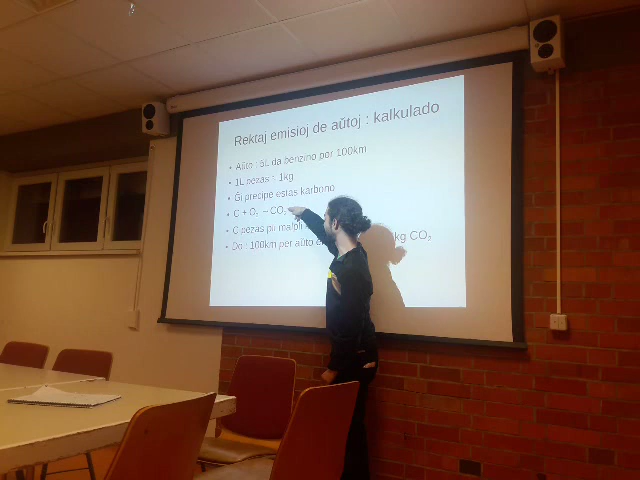 Rektaj emisioj de aŭtoj : kalkulado
• Aŭto : 5L da benzino por 100km
• 1L pezas ~ 1kg
• Ĝi precipe estas karbono
• C + O₂ → CO₂
• C pezas pli malpli
• Do : 100km per aŭto kg CO₂